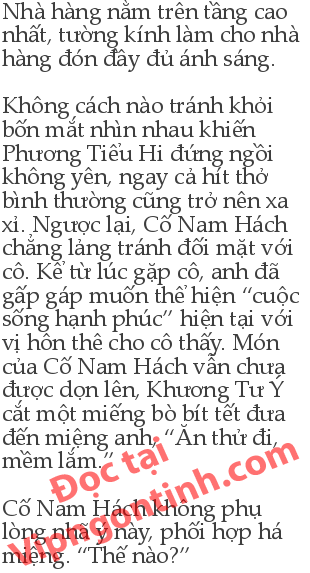 Nhà hàng nằm trên tầng cao
nhất, tường kính làm cho nhà
hàng đón đầy đủ ánh sáng.
Không cách nào tránh khỏi
bốn mắt nhìn nhau khiến
Phương Tiểu Hi đứng ngồi
không yên, ngay cả hít thở
bình thường cũng trở nên xa
xỉ. Ngược lại, Cố Nam Hách
chẳng lảng tránh đối mặt với
cô. Kể từ lúc gặp cô, anh đã
gấp gáp muốn thể hiện “cuộc
sống hạnh phúc” hiện tại với
vị hôn thê cho cô thấy. Món
của Cố Nam Hách vẫn chưa
được dọn lên, Khương Tư Ý
cắt một miếng bò bít tết đưa
đến miệng anh, “Ăn thử đi,
mềm lắm.”
Cố Nam Hách không phụ
lòng nhã ý này, phối hợp há
miệng. “Thế nào?”
Đọc tại
Vipngontinh.com